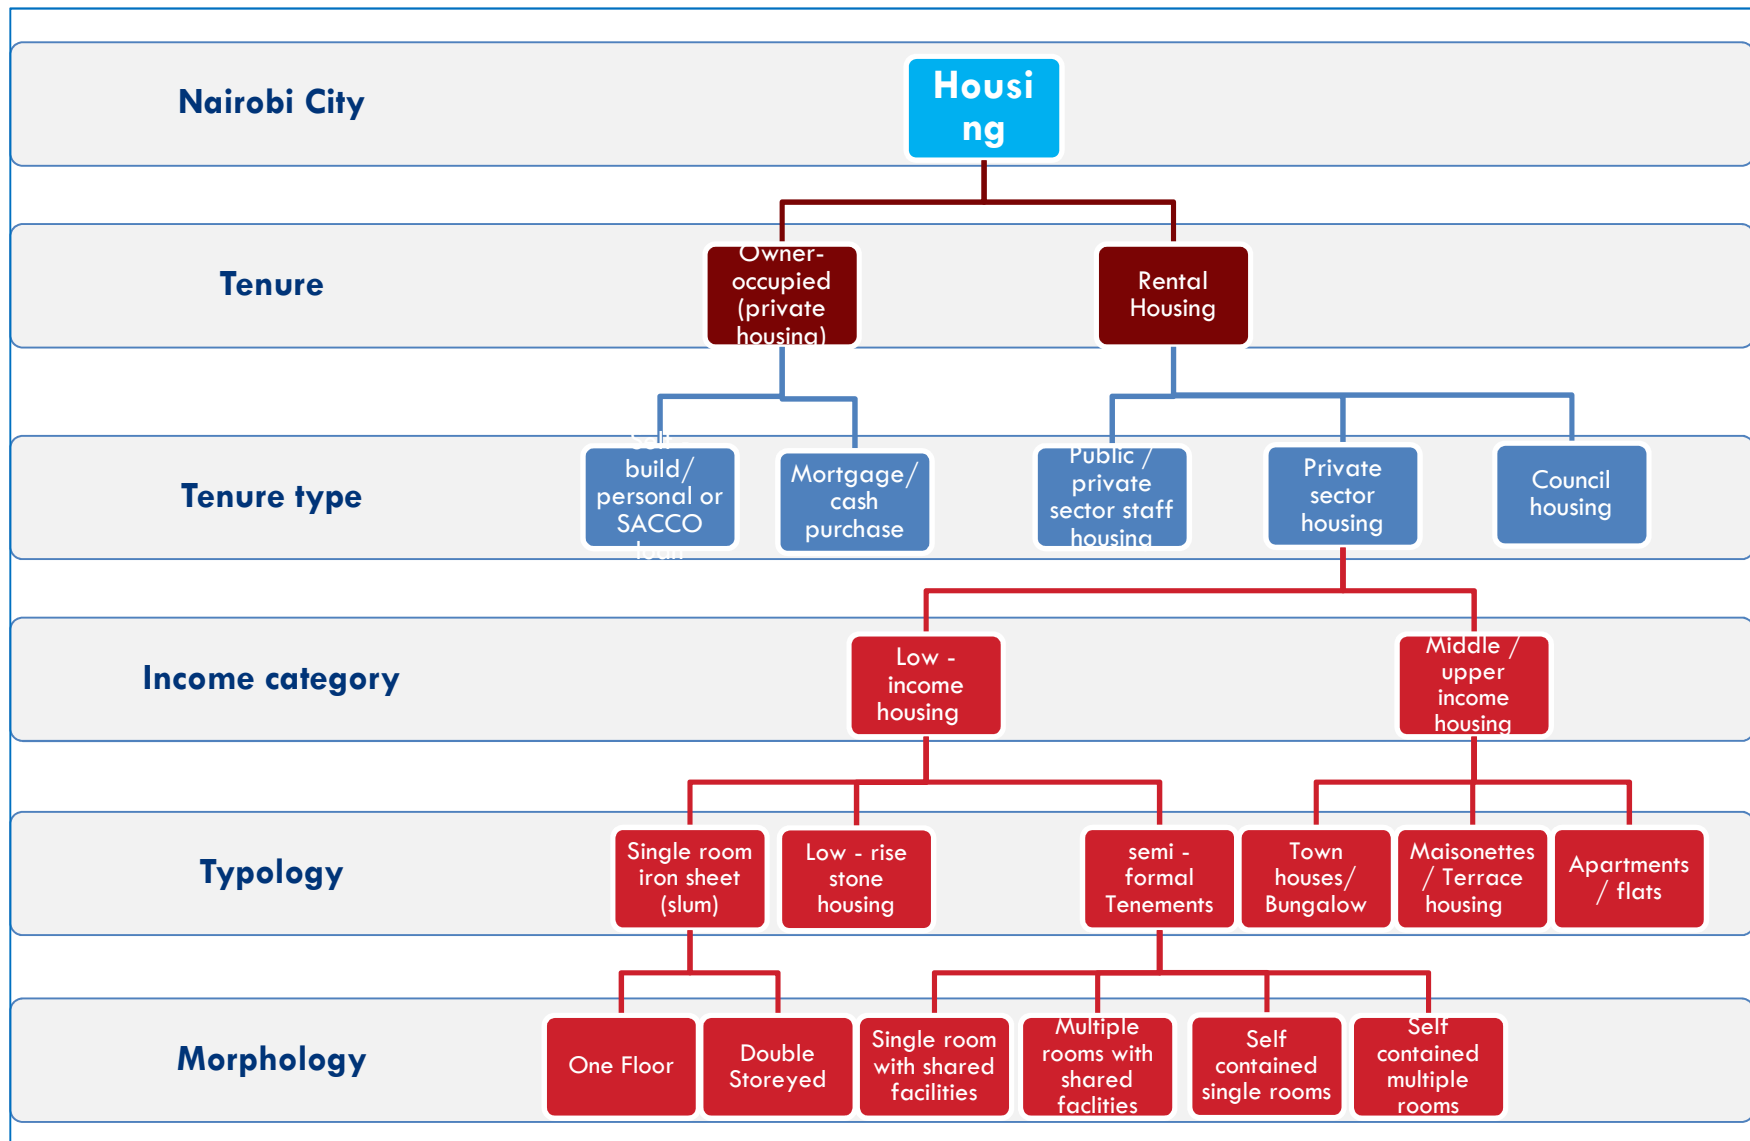 Nairobi City
Housi
ng
Tenure
Owner-
occupied
(private
housing)
Rental
Housing
Tenure type
Self
build/
personal or
SACCO
loan
Mortgage/
cash
purchase
Public /
private
sector staff
housing
Private
sector
housing
Council
housing
Income category
Low -
income
housing
Middle /
upper
income
housing
Typology
Single room
iron sheet
(slum)
Low - rise
stone
housing
semi -
formal
Tenements
Town
houses/
Bungalow
Maisonettes
/ Terrace
housing
Apartments
/ flats
Morphology
One Floor
Double
Storeyed
Single room
with shared
facilities
Multiple
rooms with
shared
faclities
Self
contained
single rooms
Self
contained
multiple
rooms